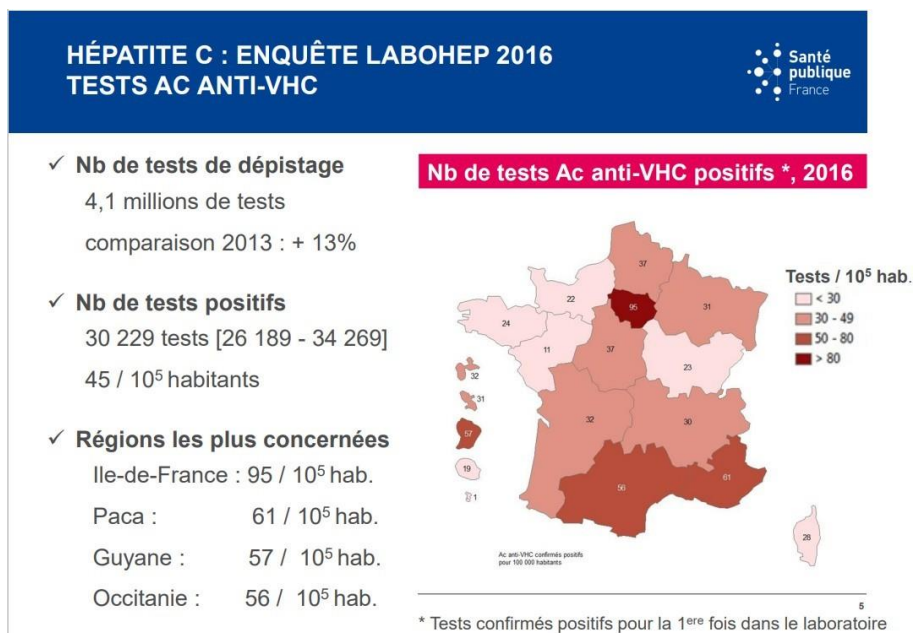 HÉPATITE C : ENQUÊTE LABOHEP 2016
TESTS AC ANTI-VHC
Santé
publique
France
✓ Nb de tests de dépistage
4,1 millions de tests
comparaison 2013 : + 13%
✓ Nb de tests positifs
30 229 tests [26 189 - 34 269]
45 / 10⁵ habitants
✓ Régions les plus concernées
Ile-de-France : 95 / 10⁵ hab.
Paca : 61 / 10⁵ hab.
Guyane : 57 / 10⁵ hab.
Occitanie : 56 / 10⁵ hab.
Nb de tests Ac anti-VHC positifs *, 2016
37
22
95
31
24
11
37
23
32
31
57
19
1
32
30
56
61
28
Tests / 10⁵ hab.
< 30
30 - 49
50 - 80
> 80
Ac anti-VHC confirmés positifs
pour 100 000 habitants
5
* Tests confirmés positifs pour la 1ᵉʳᵉ fois dans le laboratoire